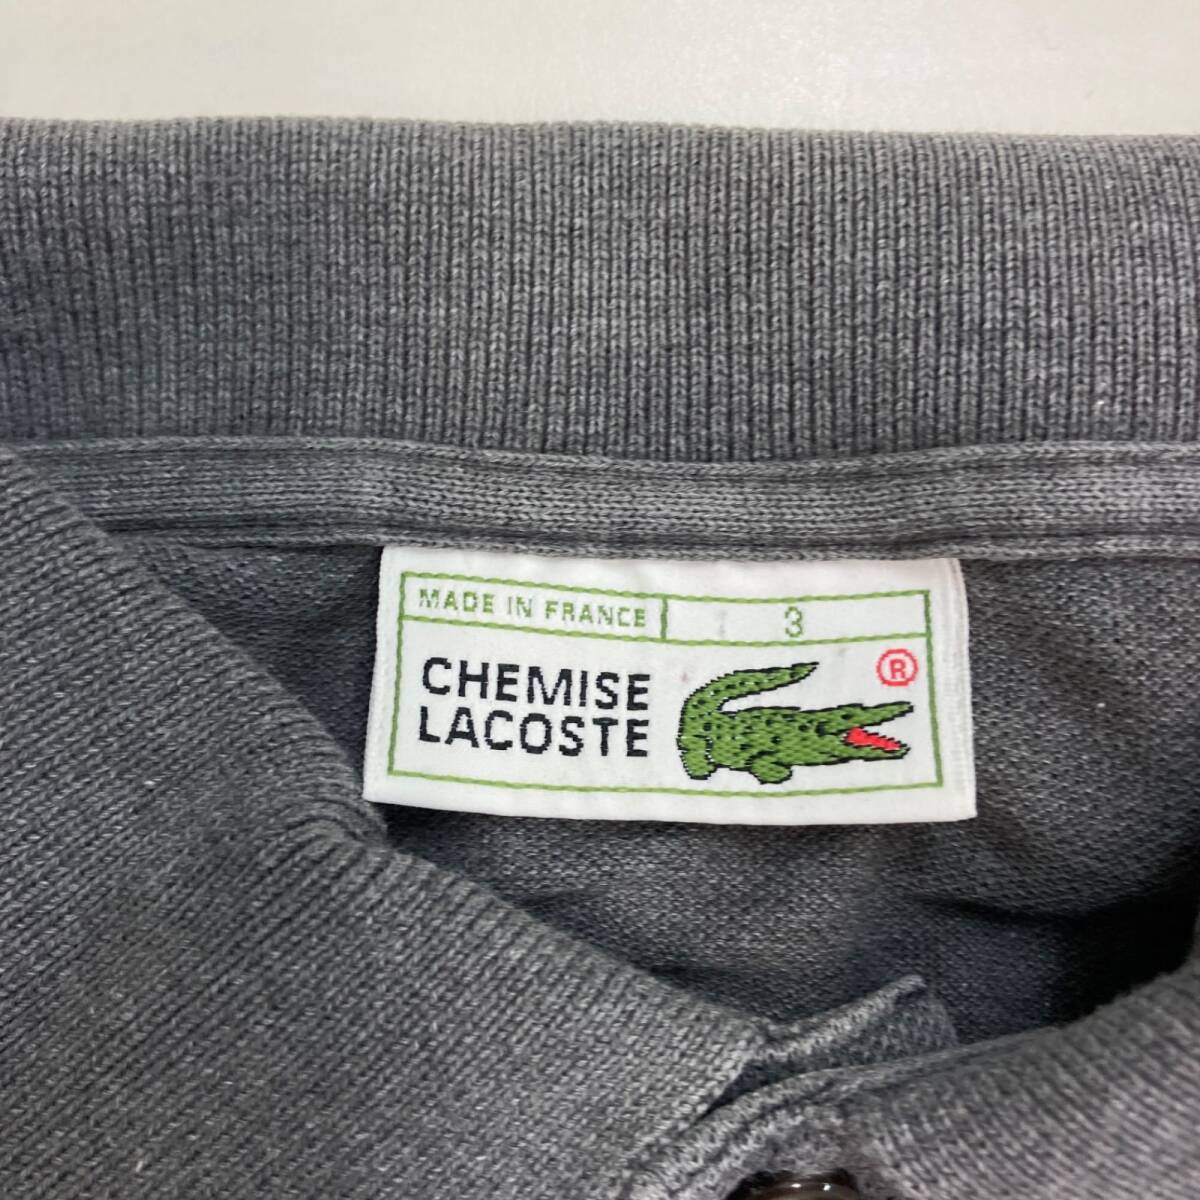 MADE IN FRANCE 3
CHEMISE
LACOSTE
®